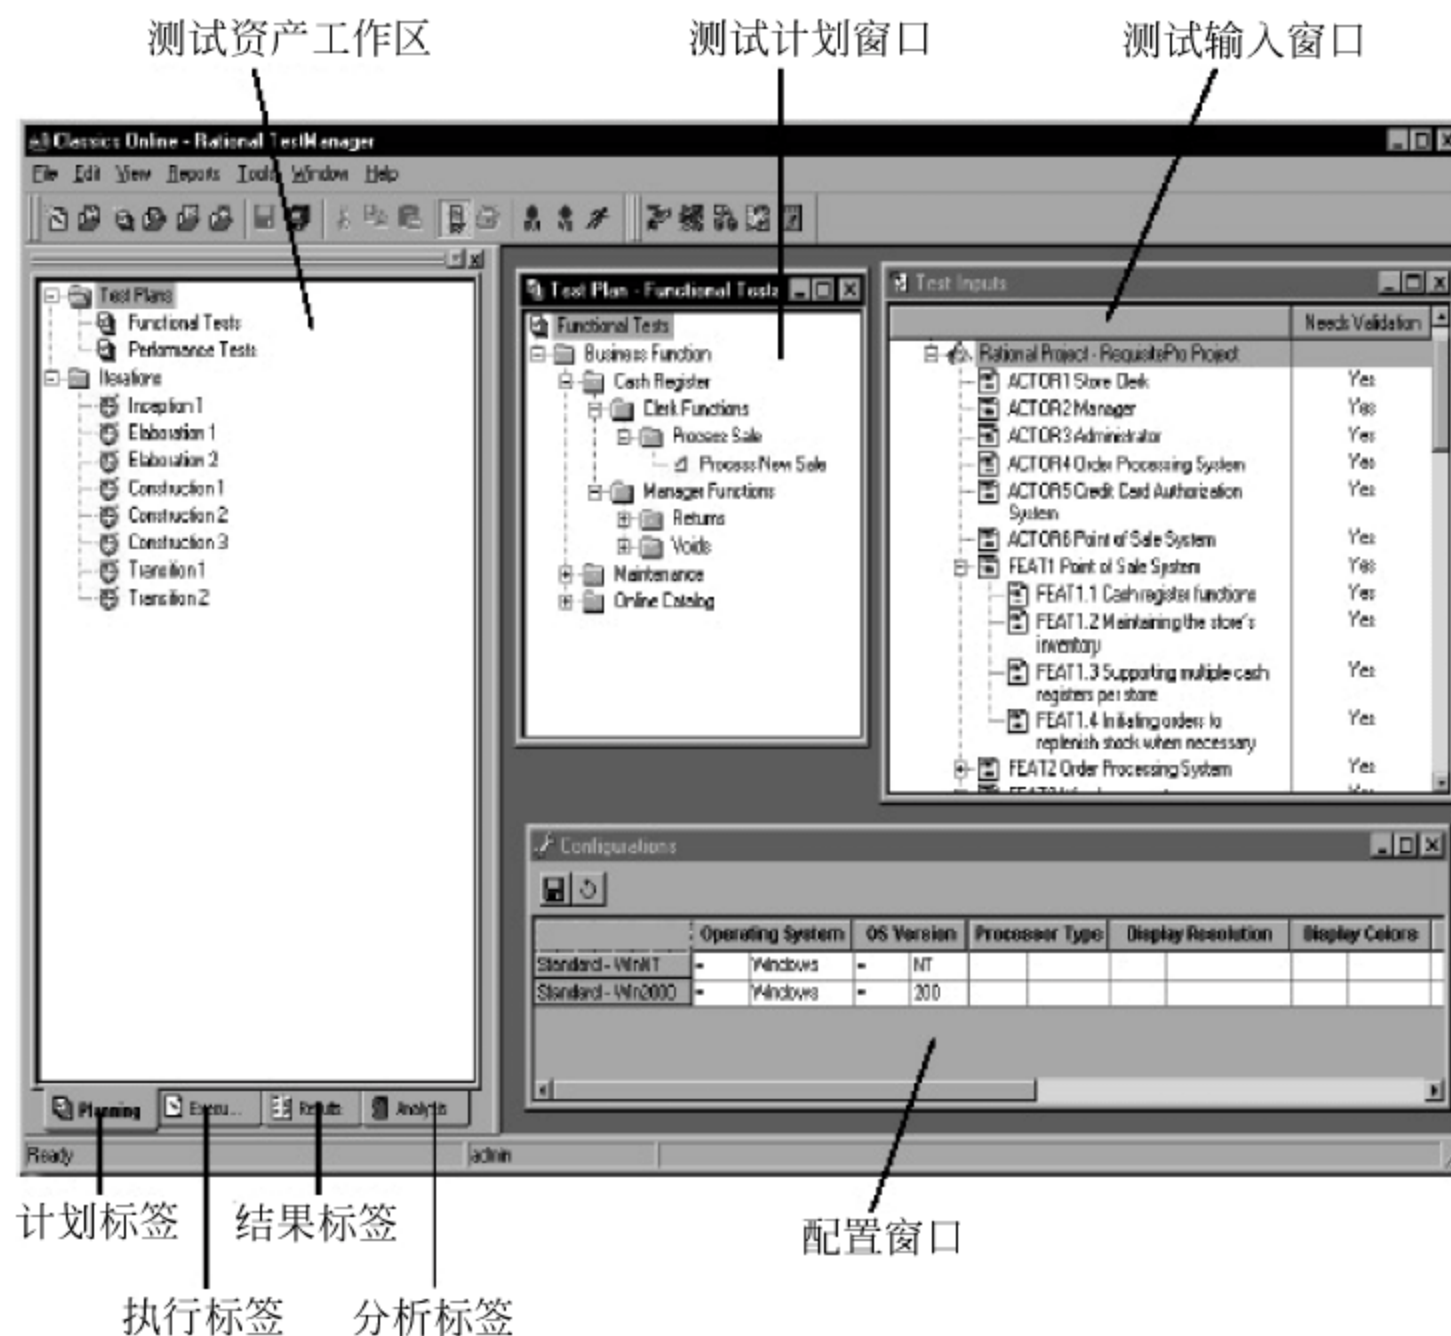 测试资产工作区
测试计划窗口
测试输入窗口
Classics Online - Rational TestManager
File Edit View Reports Tools Window Help
Test Plans
Functional Tests
Performance Tests
Iterations
Inception 1
Elaboration 1
Elaboration 2
Construction 1
Construction 2
Construction 3
Transition 1
Transition 2
Planning
Execu...
Results
Analysis
Ready
admin
Test Plan - Functional Tests
Functional Tests
Business Function
Cash Register
Clerk Functions
Process Sale
Process New Sale
Manager Functions
Returns
Voids
Maintenance
Online Catalog
Test Inputs
Needs Validation
Rational Project - RequisitePro Project
ACTOR1 Store Clerk Yes
ACTOR2 Manager Yes
ACTOR3 Administrator Yes
ACTOR4 Order Processing System Yes
ACTOR5 Credit Card Authorization Yes
System
ACTOR6 Point of Sale System Yes
FEAT1 Point of Sale System Yes
FEAT1.1 Cash register functions Yes
FEAT1.2 Maintaining the store's Yes
inventory
FEAT1.3 Supporting multiple cash Yes
registers per store
FEAT1.4 Initiating orders to Yes
replenish stock when necessary
FEAT2 Order Processing System Yes
Configurations
Operating System OS Version Processor Type Display Resolution Display Colors
Standard - WinNT = Windows = NT
Standard - Win2000 = Windows = 200
计划标签
结果标签
配置窗口
执行标签
分析标签